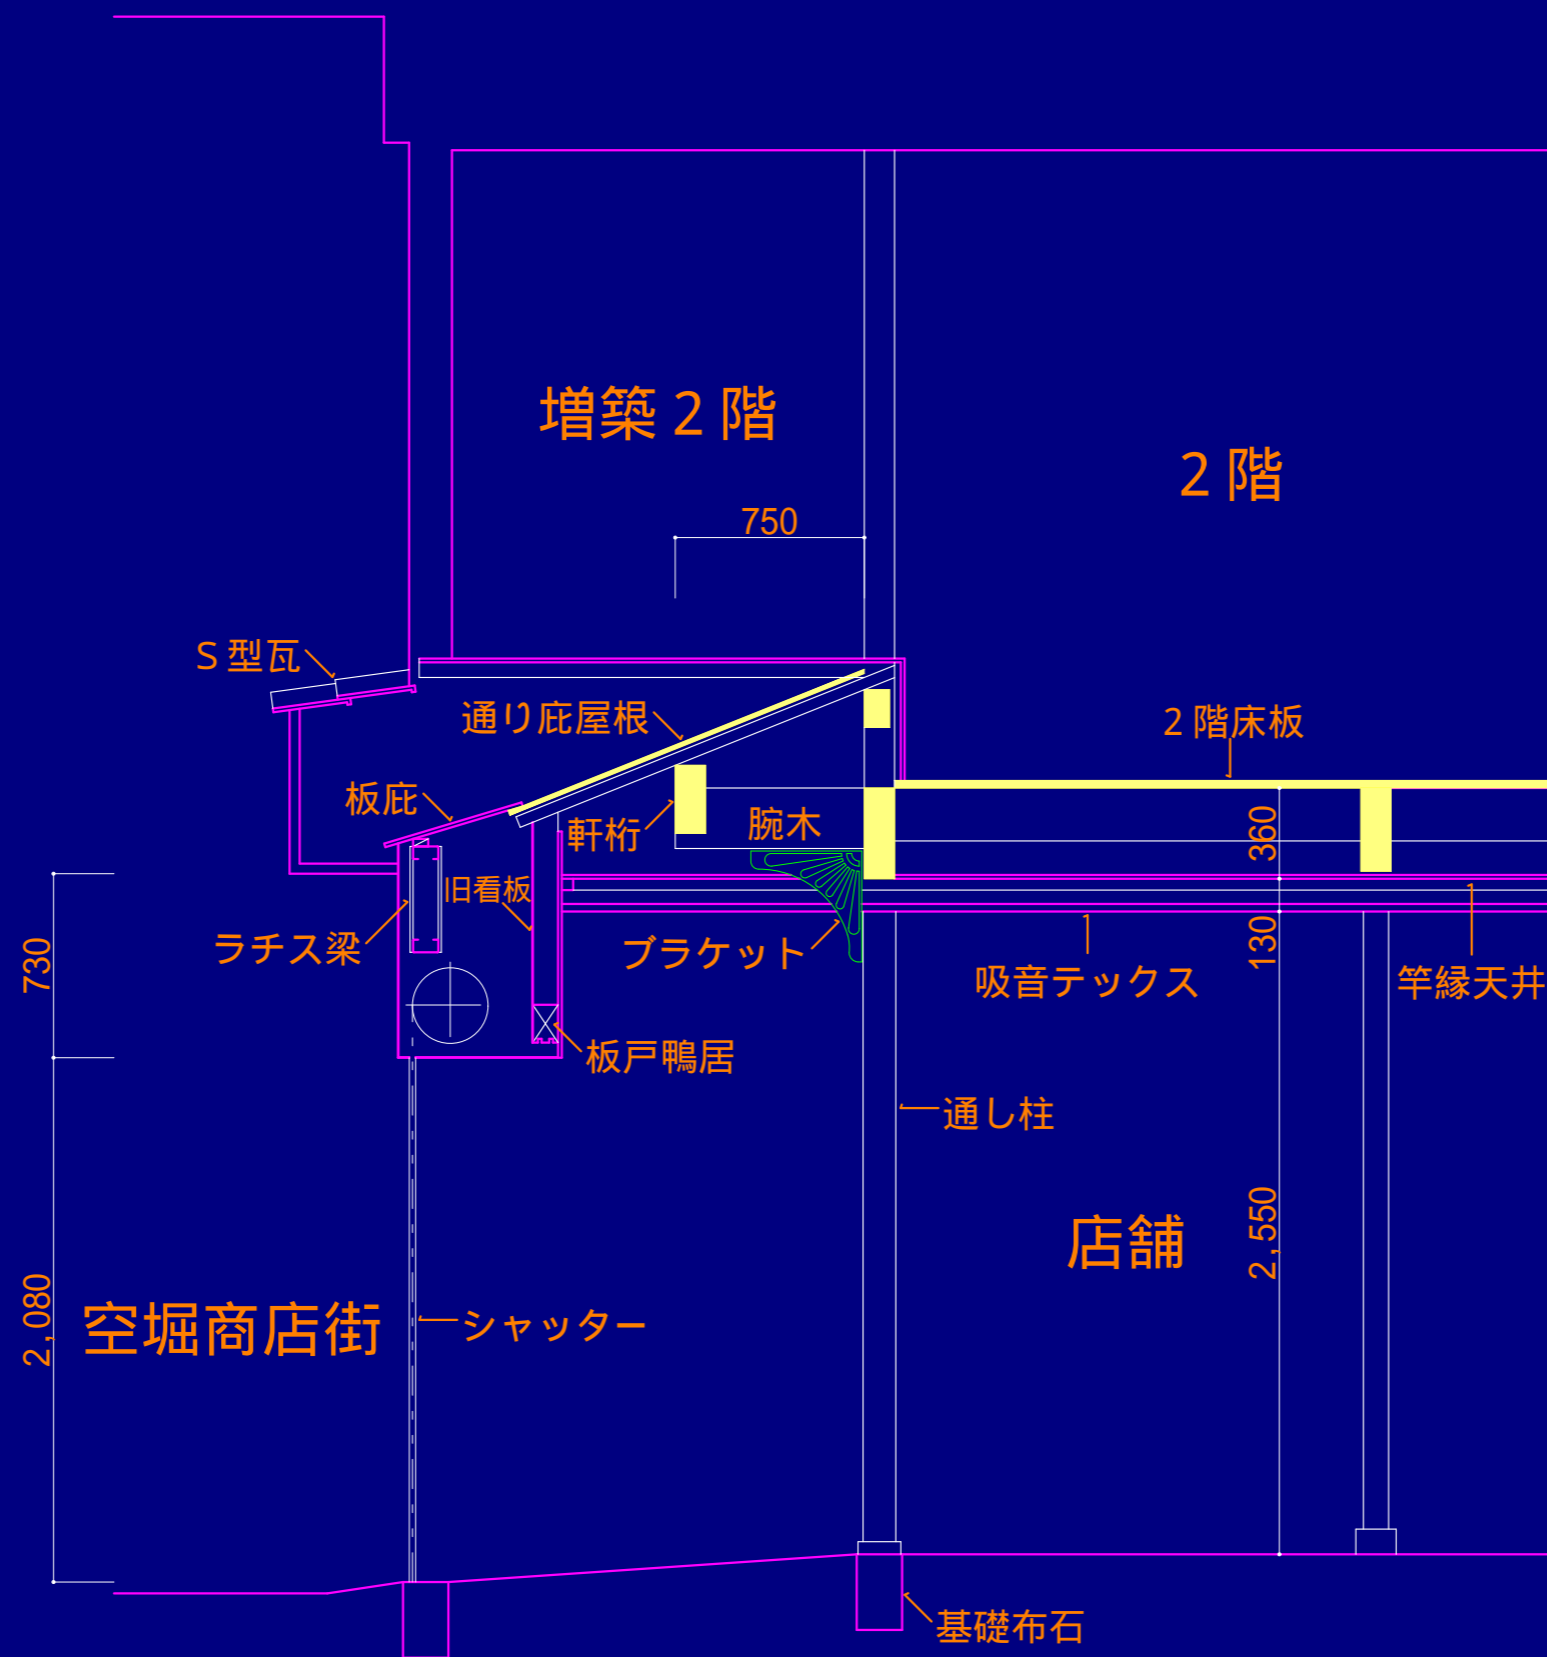 増築２階
２階
750
Ｓ型瓦
通り庇屋根
２階床板
板庇
軒桁
腕木
360
旧看板
ラチス梁
ブラケット
130
吸音テックス
竿縁天井
730
板戸鴨居
通し柱
店舗
2,550
2,080
空堀商店街
シャッター
基礎布石